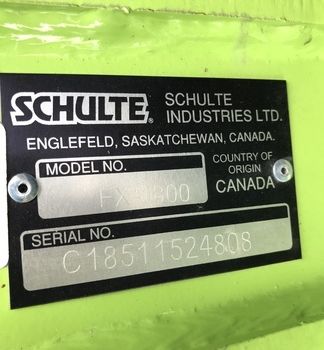 SCHULTE® SCHULTE
INDUSTRIES LTD.
ENGLEFELD, SASKATCHEWAN, CANADA.
MODEL NO.
COUNTRY OF
ORIGIN
CANADA
SERIAL NO.
C18511524808